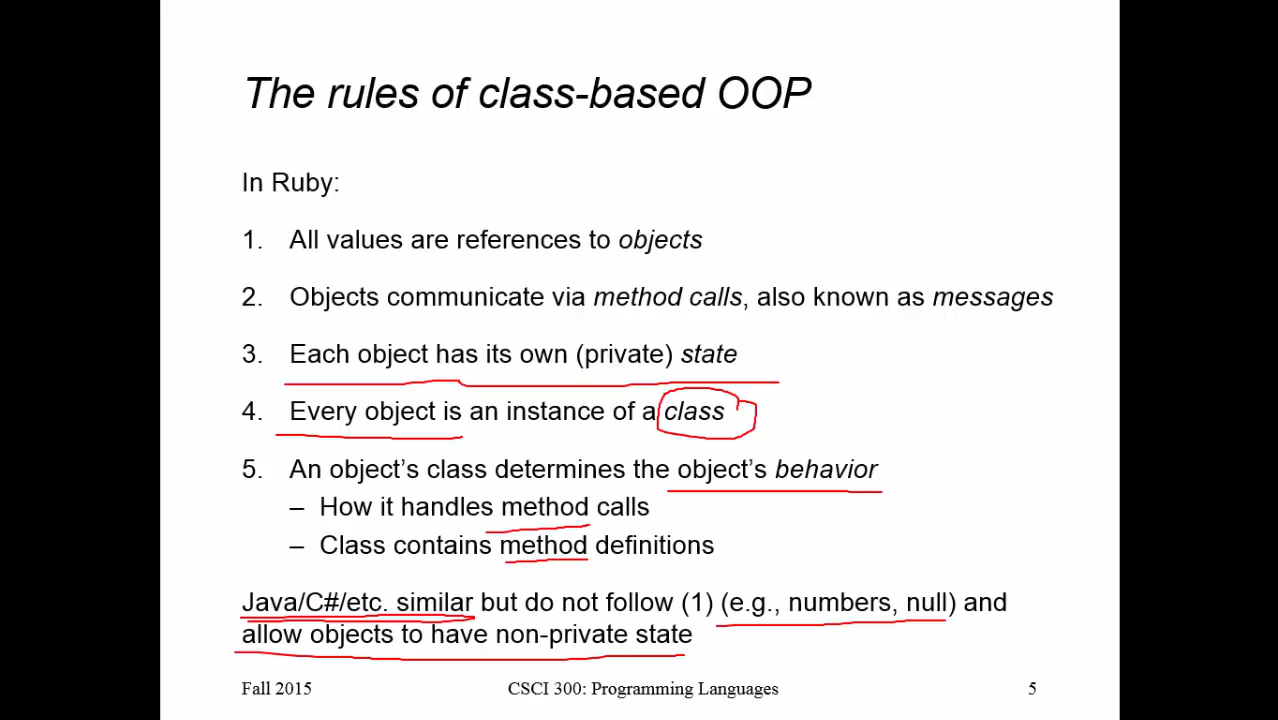 The rules of class-based OOP
In Ruby:
1. All values are references to objects
2. Objects communicate via method calls, also known as messages
3. Each object has its own (private) state
4. Every object is an instance of a class
5. An object’s class determines the object’s behavior
– How it handles method calls
– Class contains method definitions
Java/C#/etc. similar but do not follow (1) (e.g., numbers, null) and
allow objects to have non-private state
Fall 2015 CSCI 300: Programming Languages 5